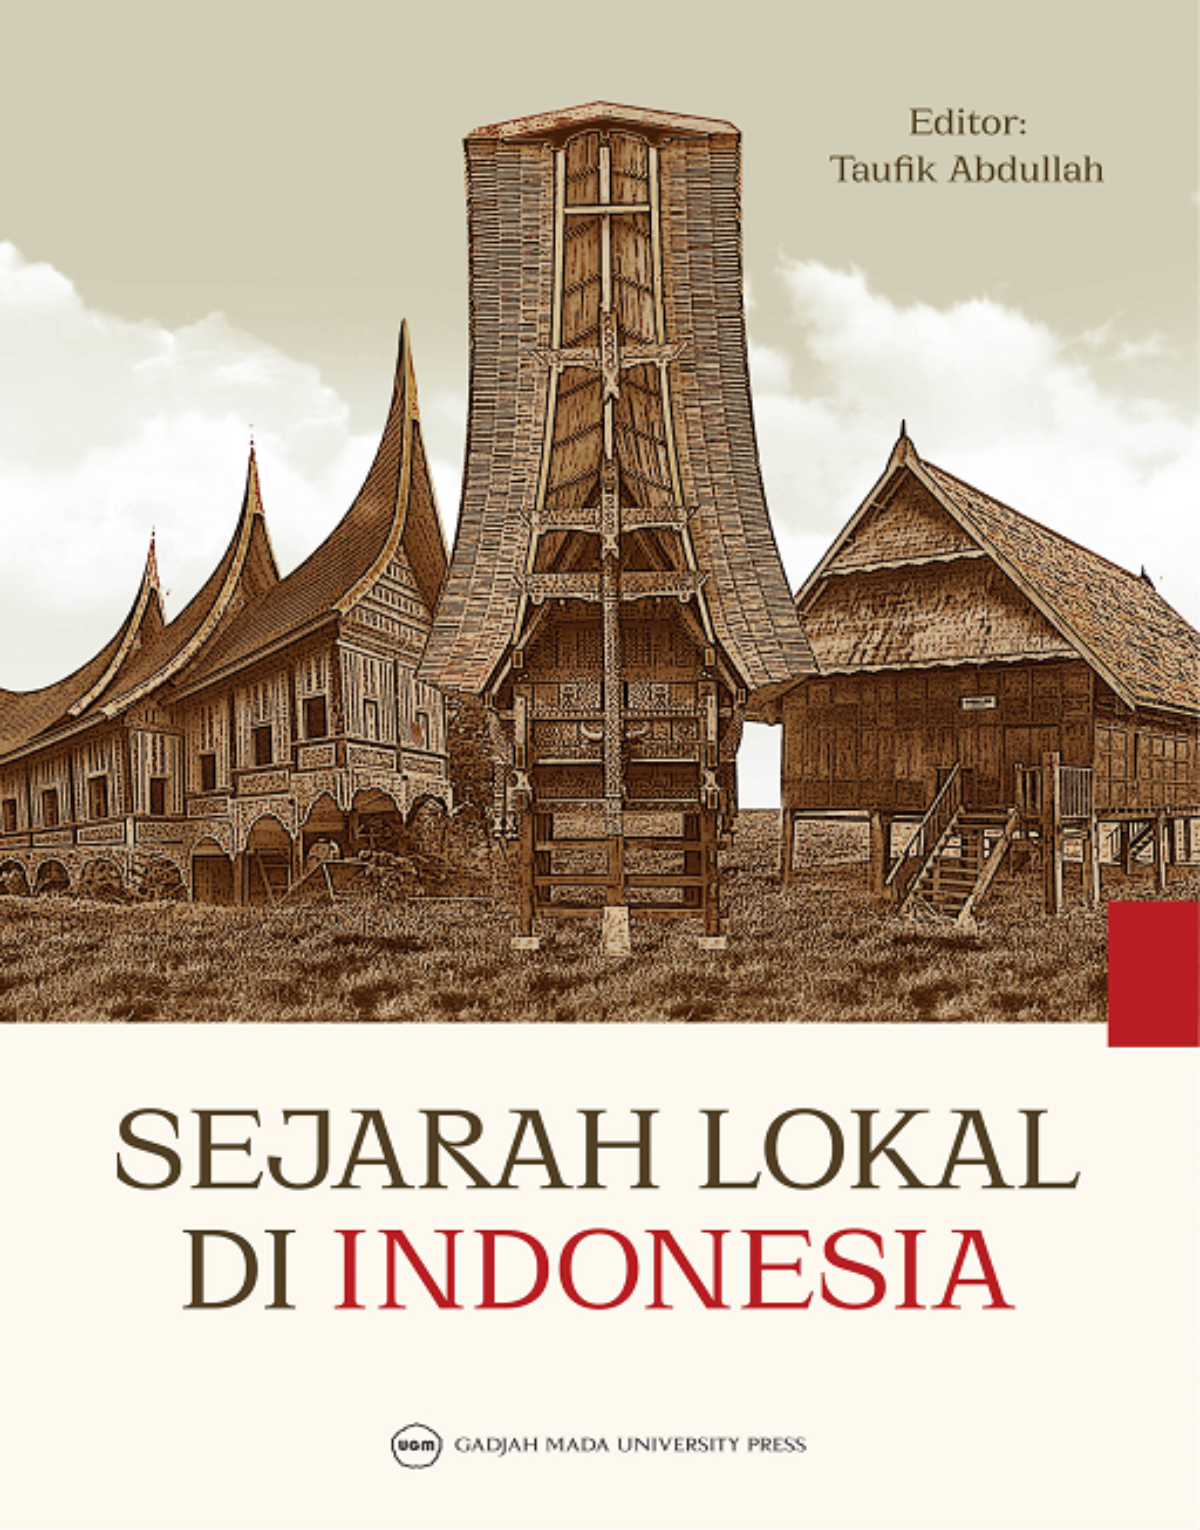 Editor:
Taufik Abdullah
SEJARAH LOKAL
DI INDONESIA
UGM GADJAH MADA UNIVERSITY PRESS